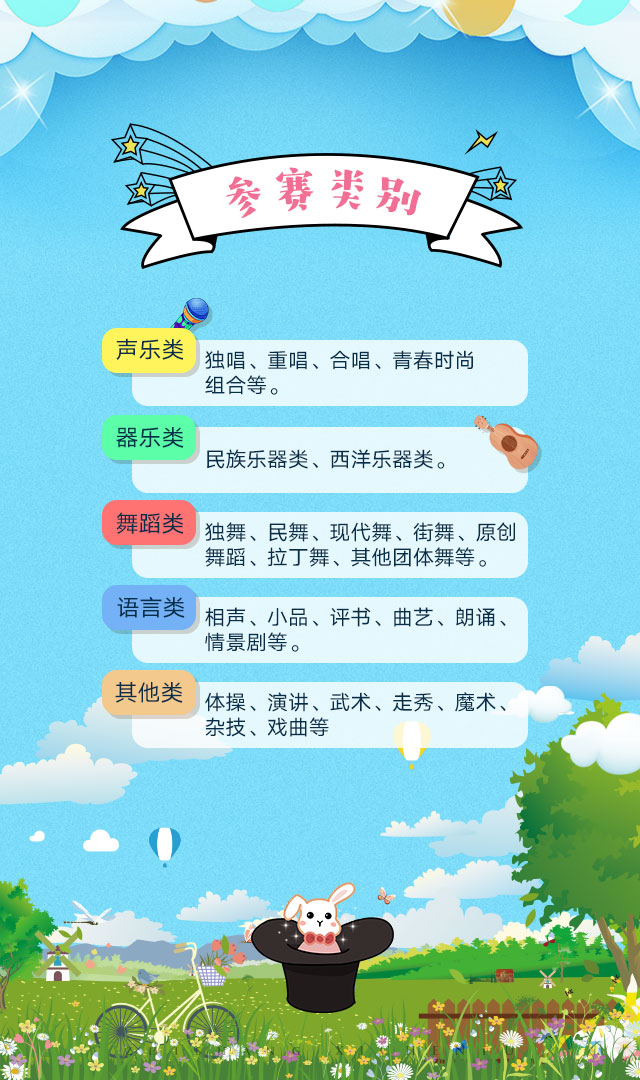 参赛类别
声乐类
独唱、重唱、合唱、青春时尚
组合等。
器乐类
民族乐器类、西洋乐器类。
舞蹈类
独舞、民舞、现代舞、街舞、原创
舞蹈、拉丁舞、其他团体舞等。
语言类
相声、小品、评书、曲艺、朗诵、
情景剧等。
其他类
体操、演讲、武术、走秀、魔术、
杂技、戏曲等